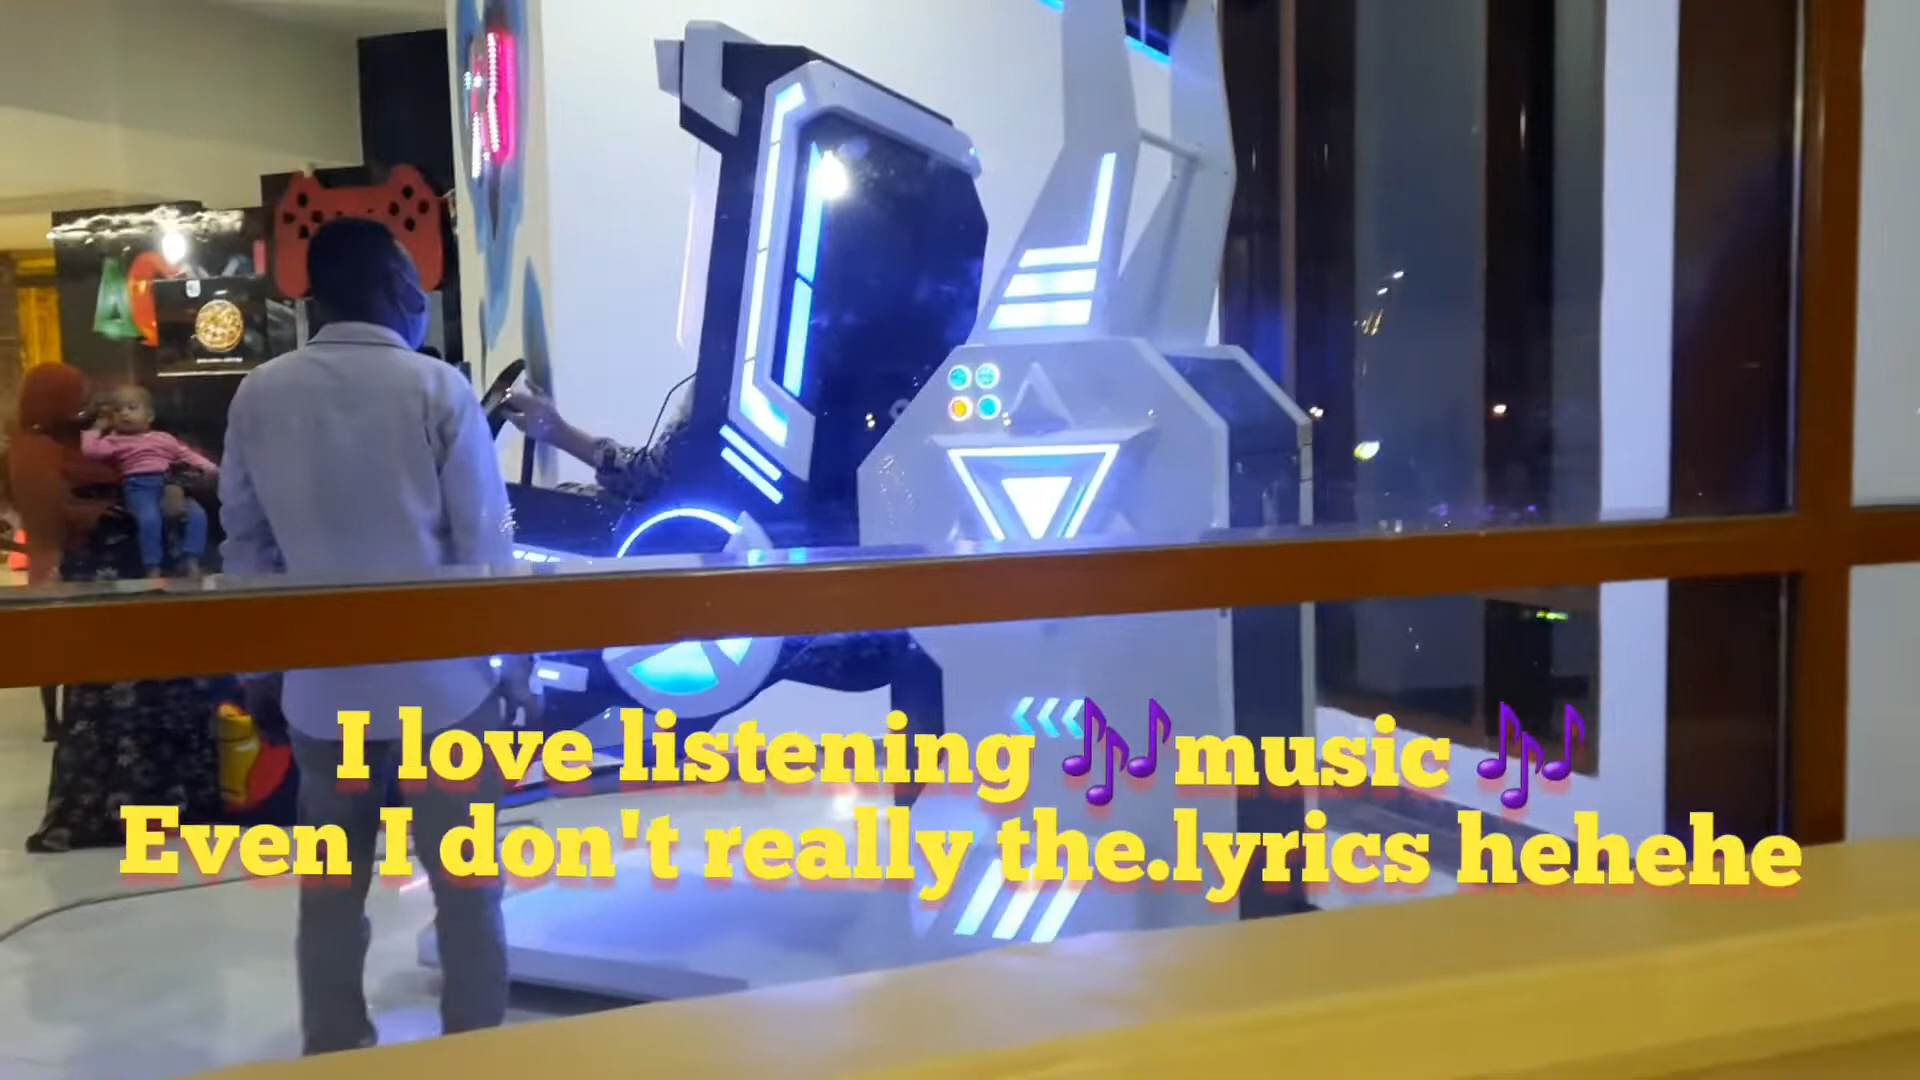 I love listening 🎶music 🎶
Even I don't really the.lyrics hehehe